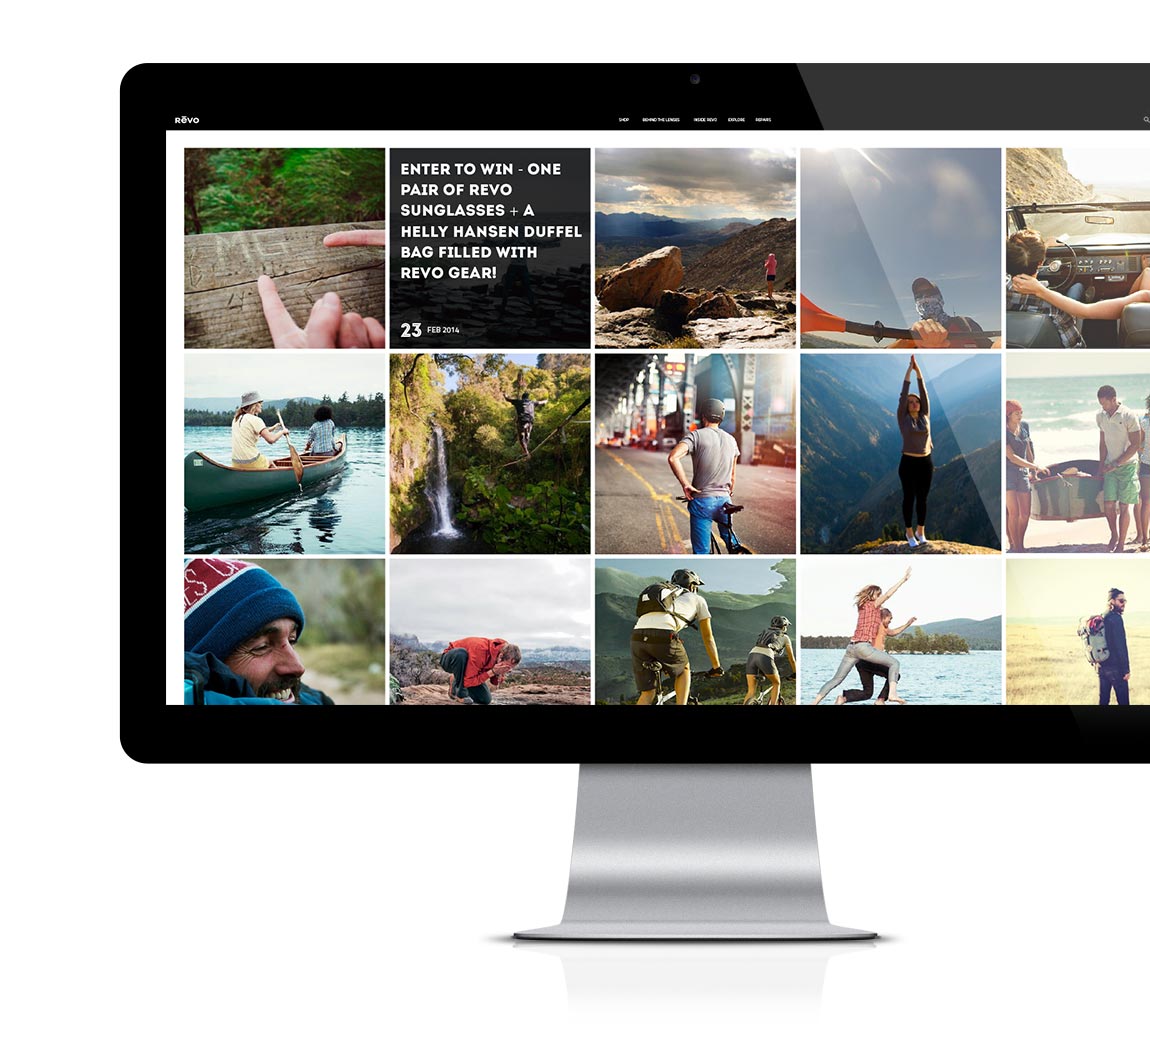 REVO
SHOP BEHIND THE LENSES INSIDE REVO EXPLORE REPAIRS
ENTER TO WIN - ONE
PAIR OF REVO
SUNGLASSES + A
HELLY HANSEN DUFFEL
BAG FILLED WITH
REVO GEAR!
23 FEB 2014